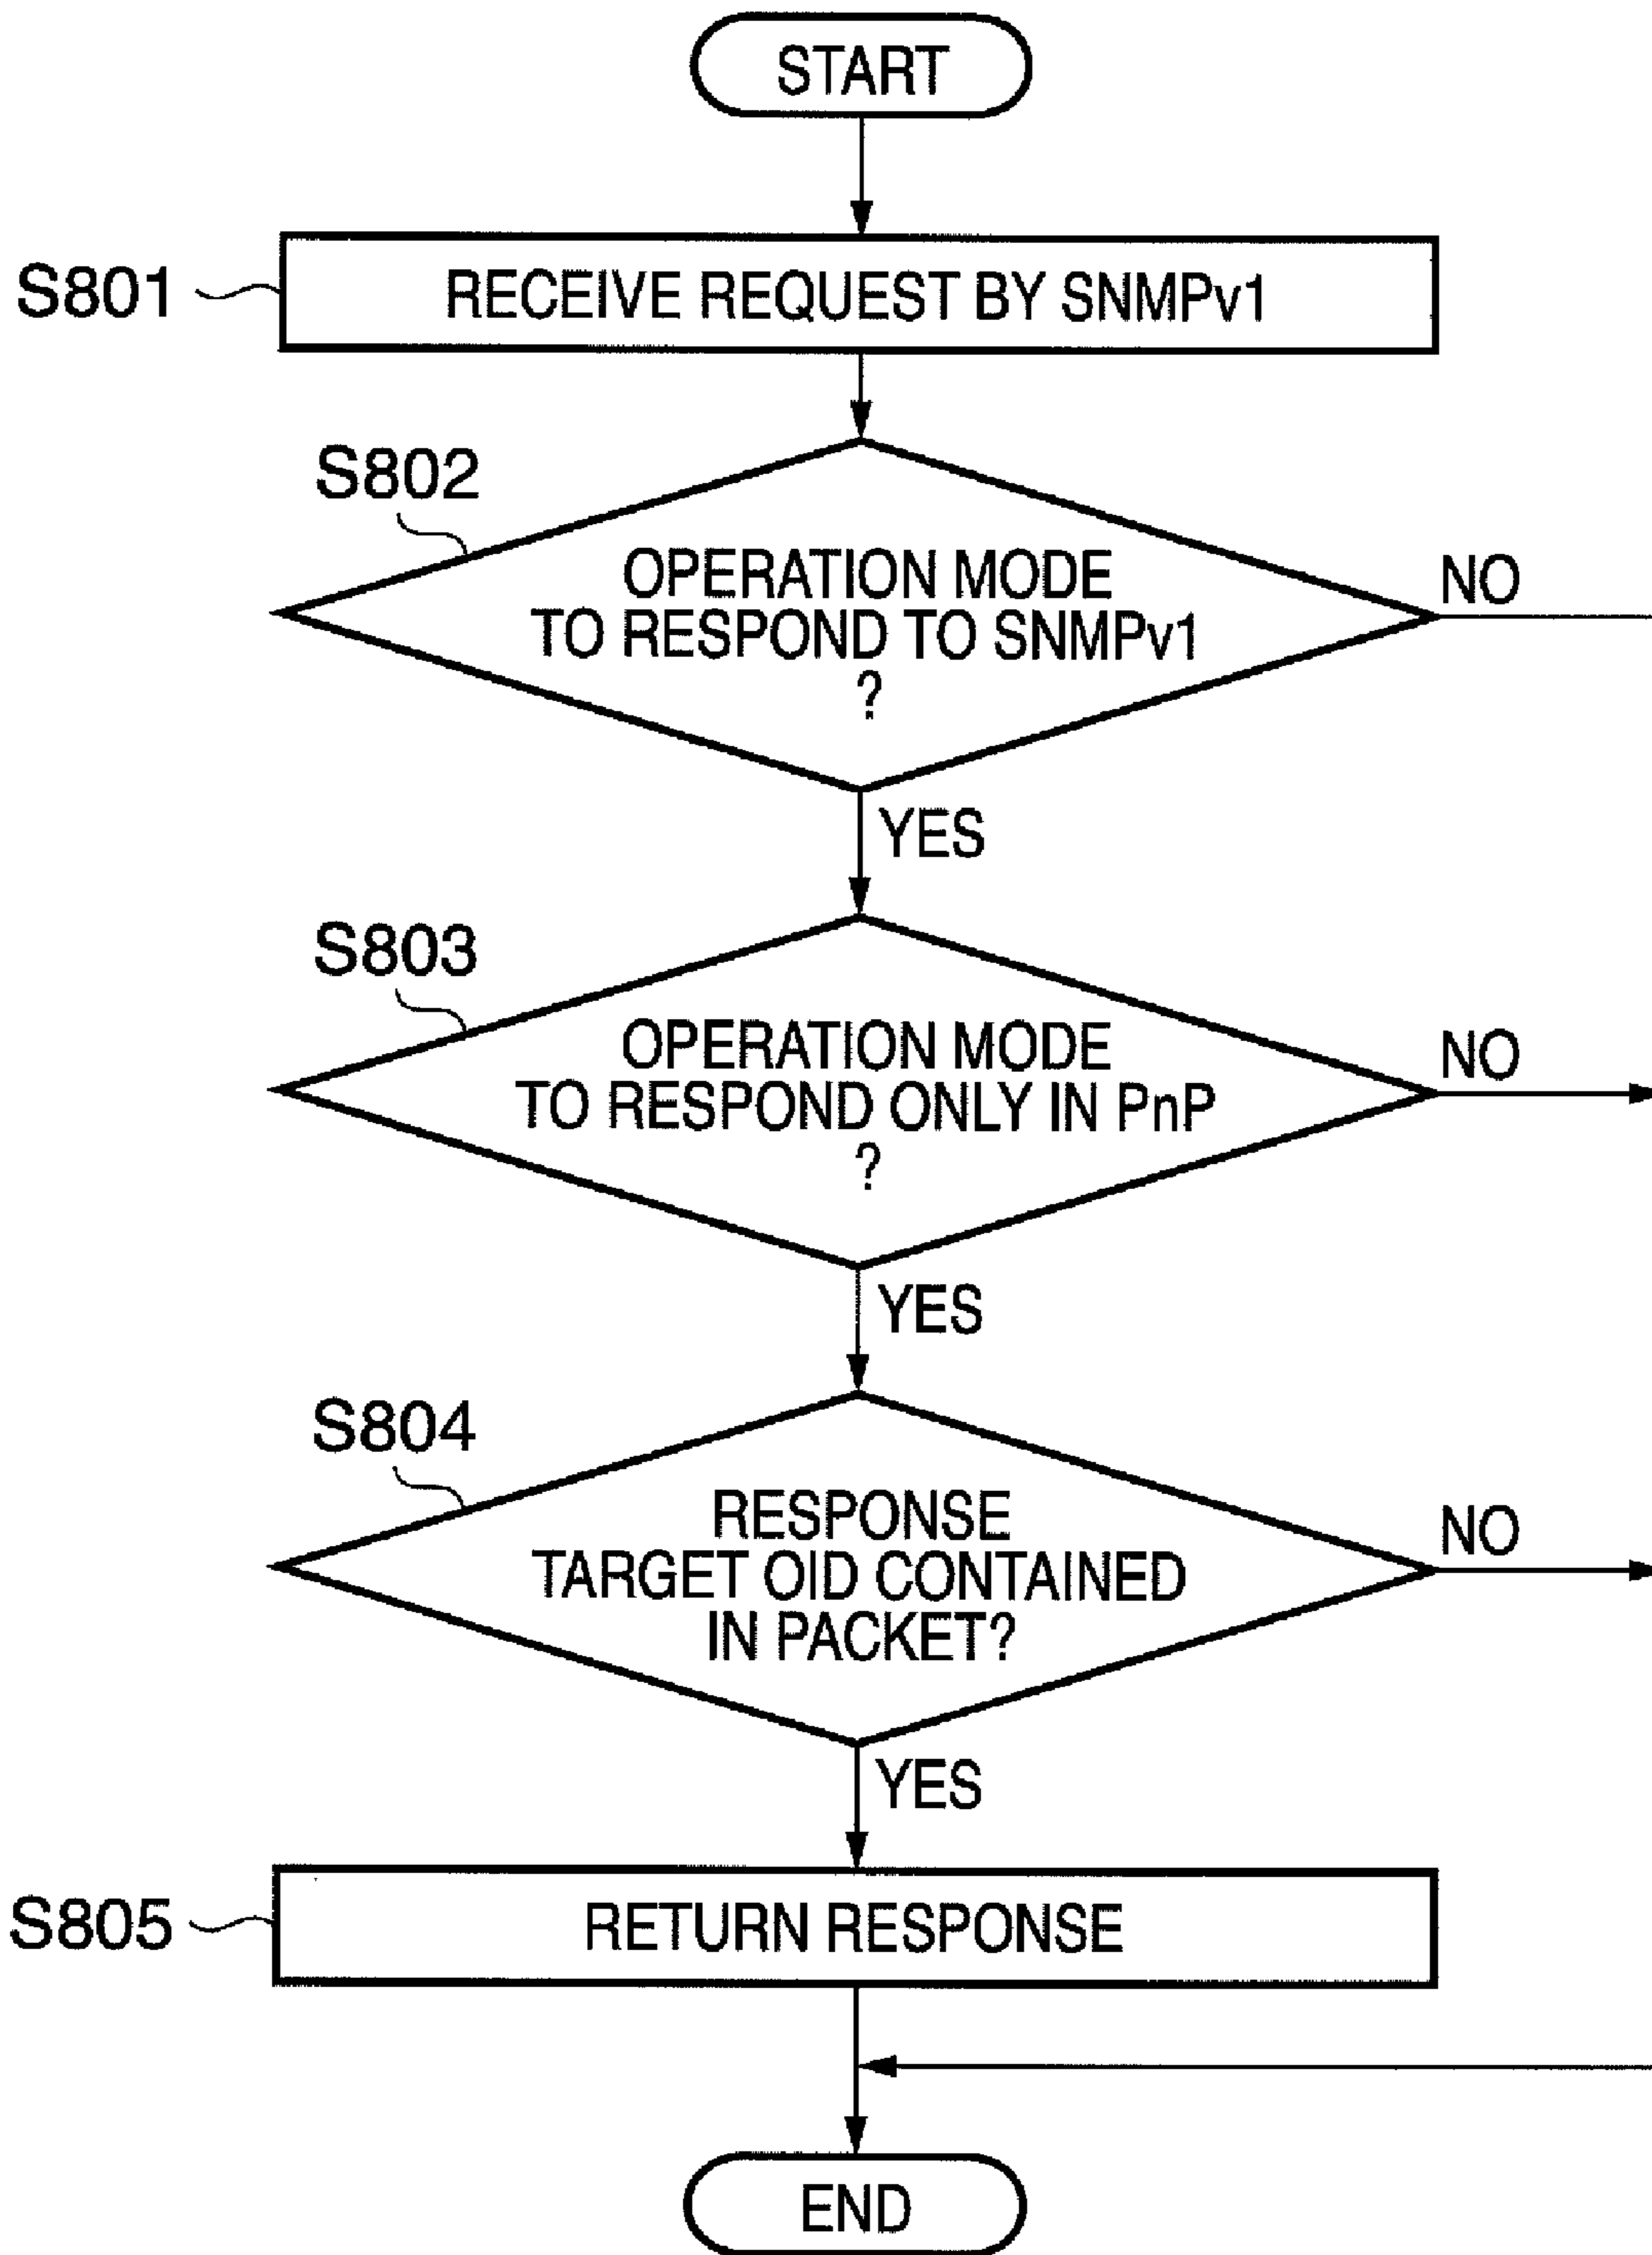 START
S801
RECEIVE REQUEST BY SNMPv1
S802
OPERATION MODE
TO RESPOND TO SNMPv1
?
NO
YES
S803
OPERATION MODE
TO RESPOND ONLY IN PnP
?
NO
YES
S804
RESPONSE
TARGET OID CONTAINED
IN PACKET?
NO
YES
S805
RETURN RESPONSE
END